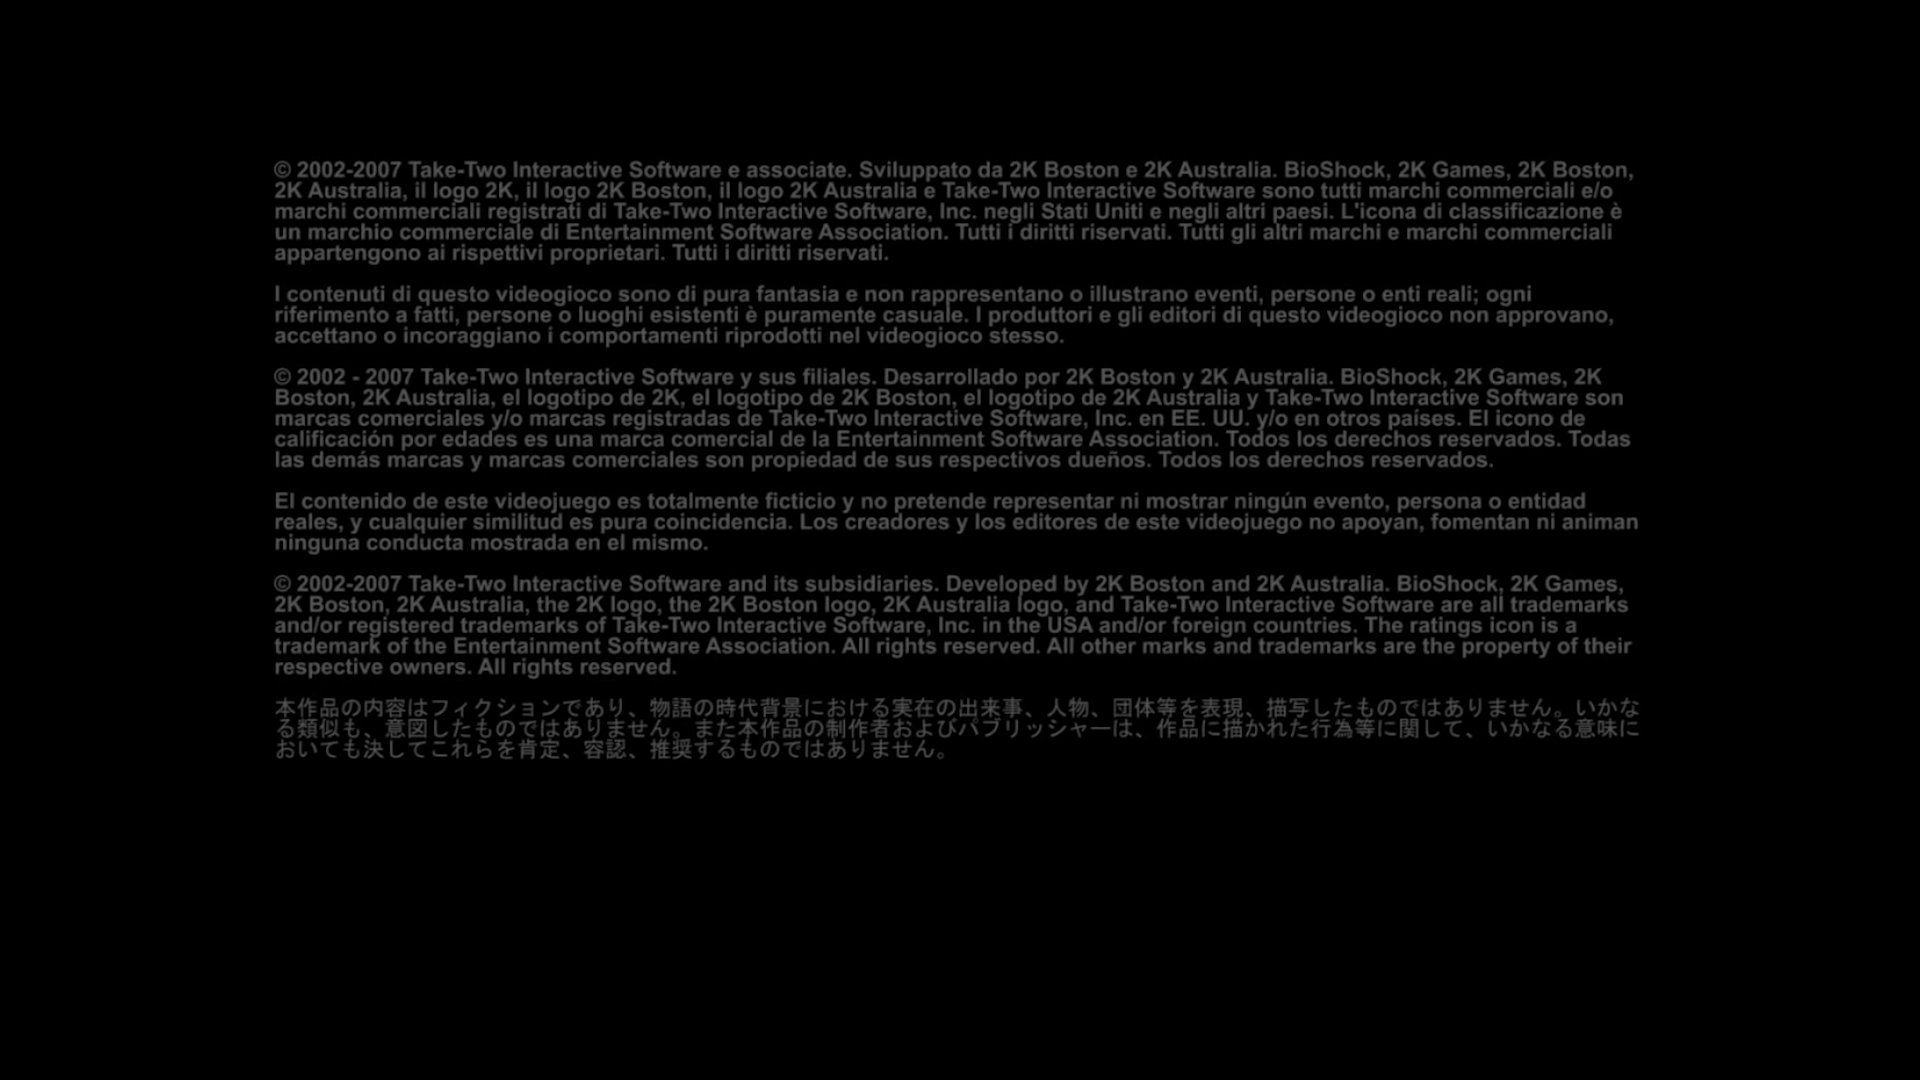 © 2002-2007 Take-Two Interactive Software e associate. Sviluppato da 2K Boston e 2K Australia. BioShock, 2K Games, 2K Boston,
2K Australia, il logo 2K, il logo 2K Boston, il logo 2K Australia e Take-Two Interactive Software sono tutti marchi commerciali e/o
marchi commerciali registrati di Take-Two Interactive Software, Inc. negli Stati Uniti e negli altri paesi. L'icona di classificazione è
un marchio commerciale di Entertainment Software Association. Tutti i diritti riservati. Tutti gli altri marchi e marchi commerciali
appartengono ai rispettivi proprietari. Tutti i diritti riservati.
I contenuti di questo videogioco sono di pura fantasia e non rappresentano o illustrano eventi, persone o enti reali; ogni
riferimento a fatti, persone o luoghi esistenti è puramente casuale. I produttori e gli editori di questo videogioco non approvano,
accettano o incoraggiano i comportamenti riprodotti nel videogioco stesso.
© 2002 - 2007 Take-Two Interactive Software y sus filiales. Desarrollado por 2K Boston y 2K Australia. BioShock, 2K Games, 2K
Boston, 2K Australia, el logotipo de 2K, el logotipo de 2K Boston, el logotipo de 2K Australia y Take-Two Interactive Software son
marcas comerciales y/o marcas registradas de Take-Two Interactive Software, Inc. en EE. UU. y/o en otros países. El icono de
calificación por edades es una marca comercial de la Entertainment Software Association. Todos los derechos reservados. Todas
las demás marcas y marcas comerciales son propiedad de sus respectivos dueños. Todos los derechos reservados.
El contenido de este videojuego es totalmente ficticio y no pretende representar ni mostrar ningún evento, persona o entidad
reales, y cualquier similitud es pura coincidencia. Los creadores y los editores de este videojuego no apoyan, fomentan ni animan
ninguna conducta mostrada en el mismo.
© 2002-2007 Take-Two Interactive Software and its subsidiaries. Developed by 2K Boston and 2K Australia. BioShock, 2K Games,
2K Boston, 2K Australia, the 2K logo, the 2K Boston logo, 2K Australia logo, and Take-Two Interactive Software are all trademarks
and/or registered trademarks of Take-Two Interactive Software, Inc. in the USA and/or foreign countries. The ratings icon is a
trademark of the Entertainment Software Association. All rights reserved. All other marks and trademarks are the property of their
respective owners. All rights reserved.
本作品の内容はフィクションであり、物語の時代背景における実在の出来事、人物、団体等を表現、描写したものではありません。いかな
る類似も、意図したものではありません。また本作品の制作者およびパブリッシャーは、作品に描かれた行為等に関して、いかなる意味に
おいても決してこれらを肯定、容認、推奨するものではありません。